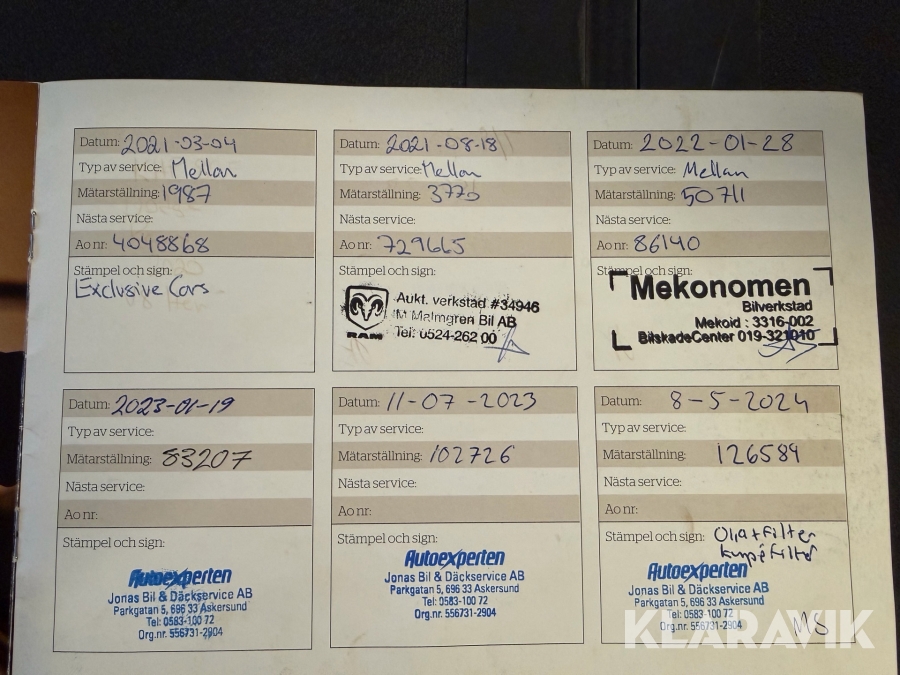 Datum: 2021-03-04
Typ av service: Mellan
Mätarställning: 1987
Nästa service:
Ao nr: 4048868
Stämpel och sign:
Exclusive Cars
Datum: 2021-08-18
Typ av service: Mellan
Mätarställning: 3770
Nästa service:
Ao nr: 729665
Stämpel och sign:
RAM
Aukt. verkstad #34946
M Malmgren Bil AB
Tel: 0524-262 00
Datum: 2022-01-28
Typ av service: Mellan
Mätarställning: 50711
Nästa service:
Ao nr: 86140
Stämpel och sign:
Mekonomen
Bilverkstad
Mekoid : 3316-002
BilskadeCenter 019-321010
Datum: 2023-01-19
Typ av service:
Mätarställning: 83207
Nästa service:
Ao nr:
Stämpel och sign:
Autoexperten
Jonas Bil & Däckservice AB
Parkgatan 5, 696 33 Askersund
Tel: 0583-100 72
Org.nr. 556731-2904
Datum: 11-07-2023
Typ av service:
Mätarställning: 102726
Nästa service:
Ao nr:
Stämpel och sign:
Autoexperten
Jonas Bil & Däckservice AB
Parkgatan 5, 696 33 Askersund
Tel: 0583-100 72
Org.nr. 556731-2904
Datum: 8-5-2024
Typ av service:
Mätarställning: 126589
Nästa service:
Ao nr:
Stämpel och sign: Olja+Filter
kupéfilter
Autoexperten
Jonas Bil & Däckservice AB
Parkgatan 5, 696 33 Askersund
Tel: 0583-100 72
Org.nr. 556731-2904
MS
KLARAVIK